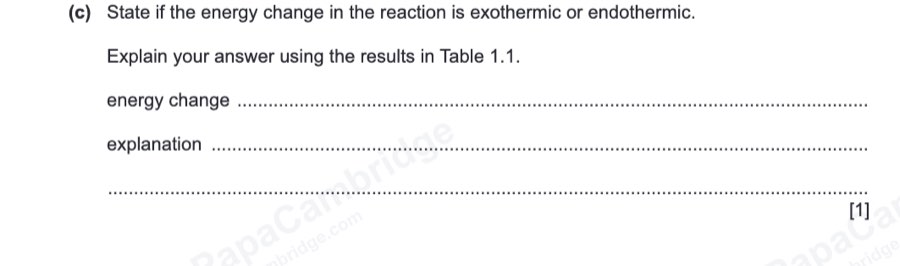 (c) State if the energy change in the reaction is exothermic or endothermic.
Explain your answer using the results in Table 1.1.
energy change ........................................................................................................................
explanation ............................................................................................................................
................................................................................................................................................
[1]
PapaCambridge